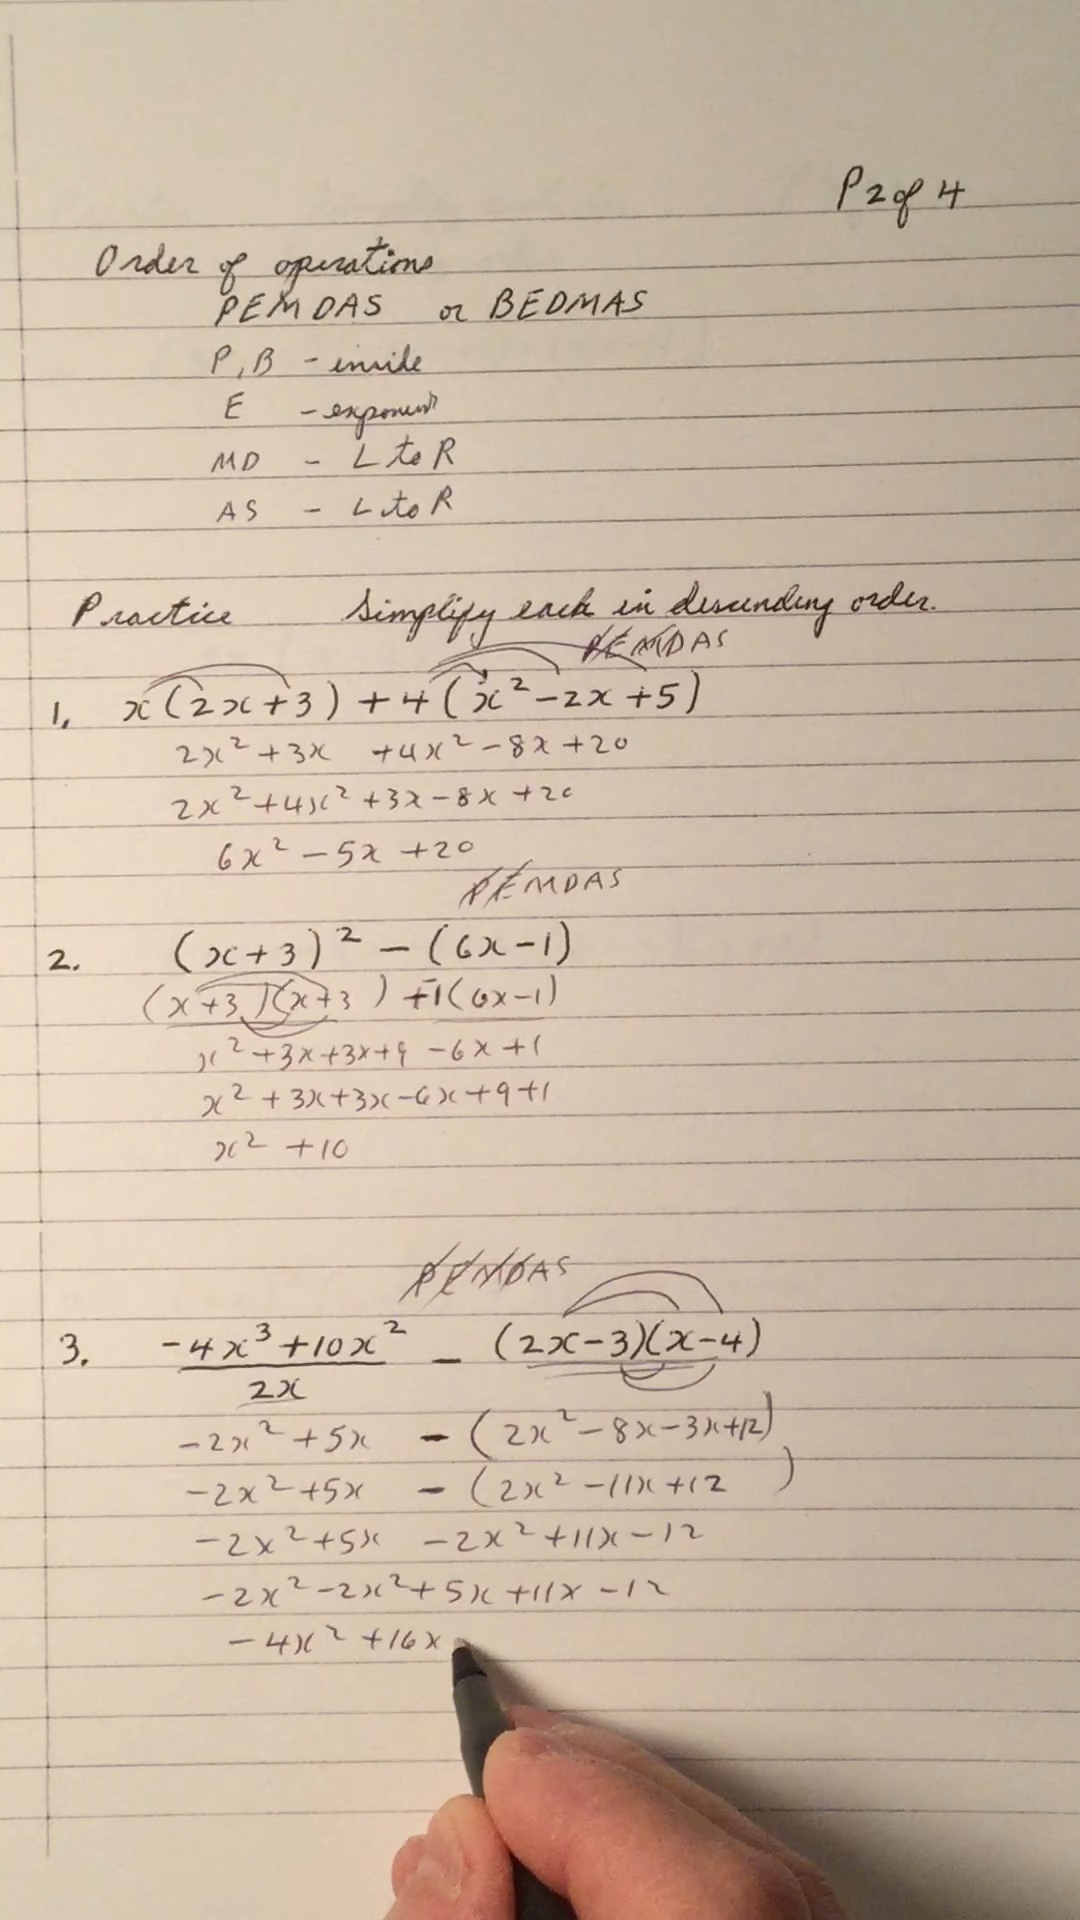 P2 of 4
Order of operations
PEMDAS or BEDMAS
P, B - inside
E - exponent
MD - L to R
AS - L to R
Practice Simplify each in descending order.
PEMDAS
1. x(2x+3) + 4(x² - 2x + 5)
2x² + 3x + 4x² - 8x + 20
2x² + 4x² + 3x - 8x + 20
6x² - 5x + 20
PEMDAS
2. (x+3)² - (6x-1)
(x+3)(x+3) + -1(6x-1)
x² + 3x + 3x + 9 - 6x + 1
x² + 3x + 3x - 6x + 9 + 1
x² + 10
PEMDAS
3. -4x³ + 10x² - (2x-3)(x-4)
2x
-2x² + 5x - (2x² - 8x - 3x + 12)
-2x² + 5x - (2x² - 11x + 12 )
-2x² + 5x - 2x² + 11x - 12
-2x² - 2x² + 5x + 11x - 12
-4x² + 16x